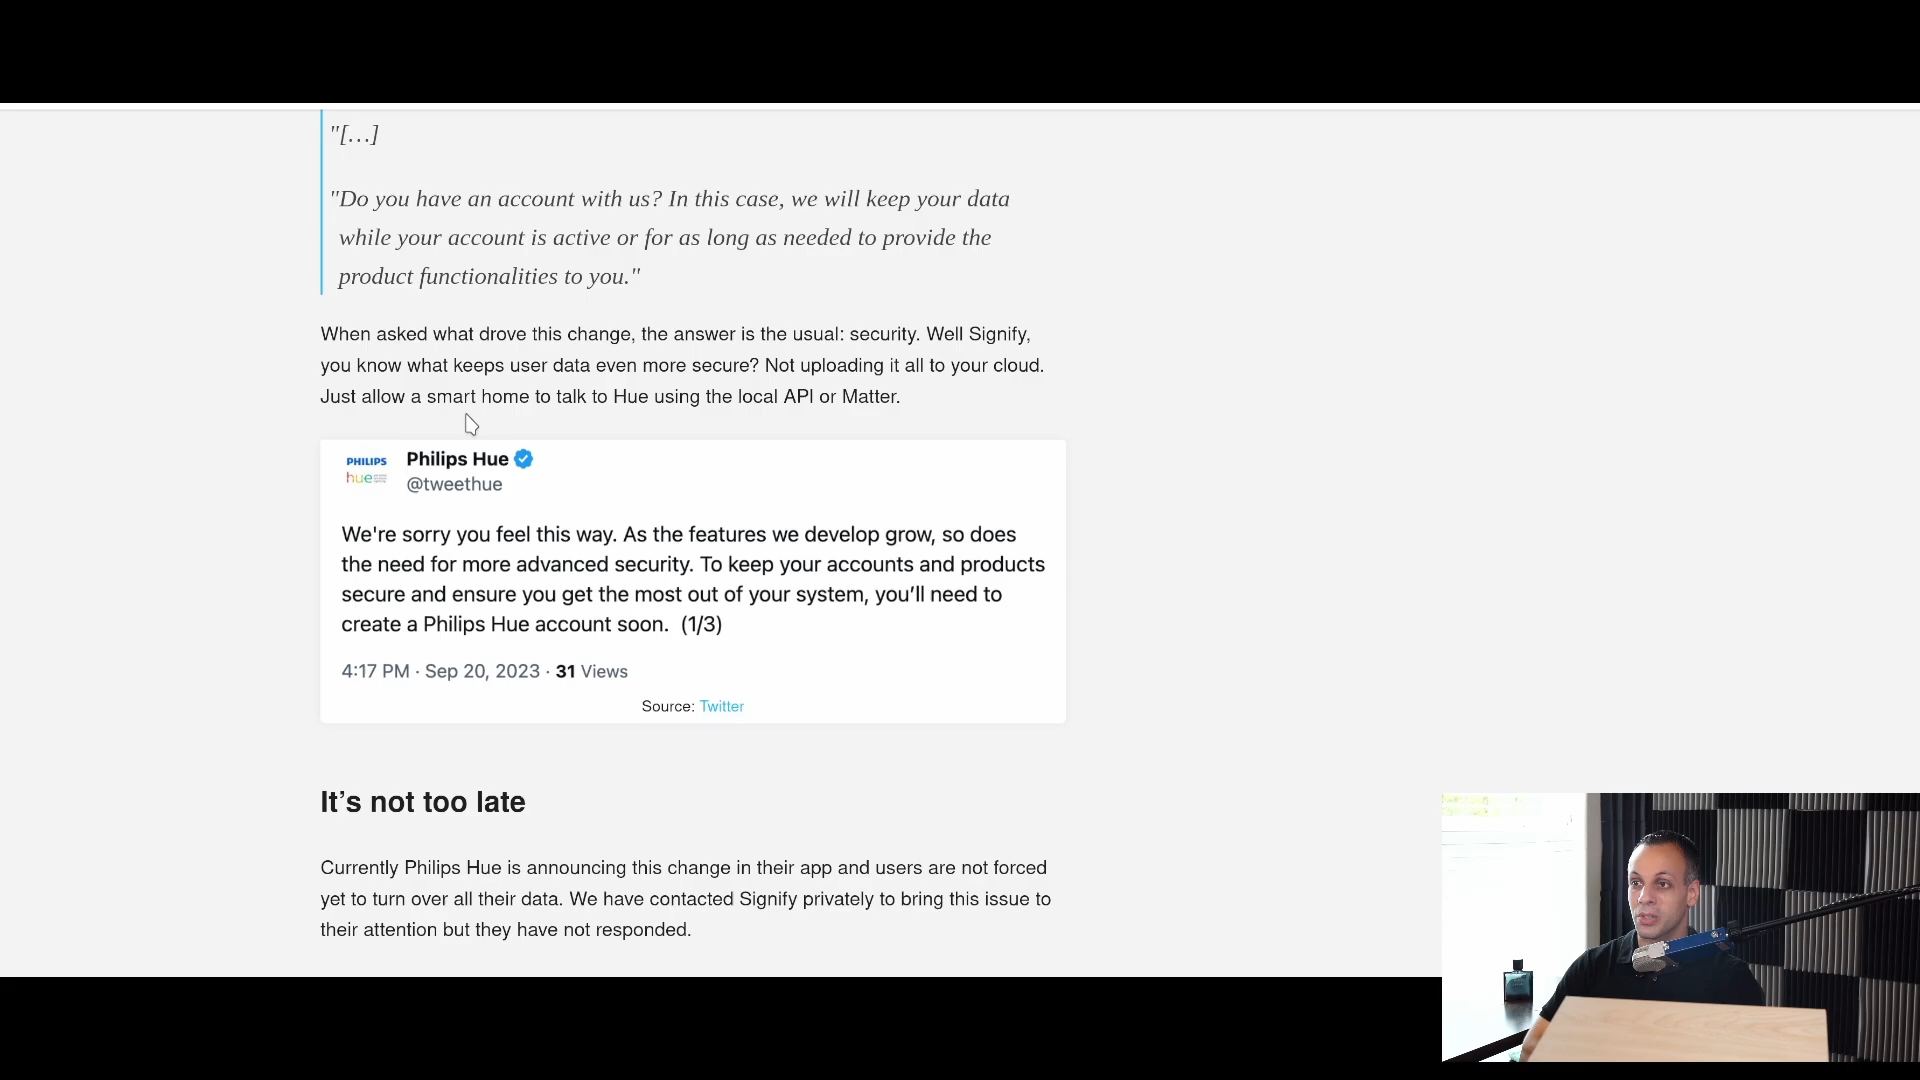 "[…]
"Do you have an account with us? In this case, we will keep your data
while your account is active or for as long as needed to provide the
product functionalities to you."
When asked what drove this change, the answer is the usual: security. Well Signify,
you know what keeps user data even more secure? Not uploading it all to your cloud.
Just allow a smart home to talk to Hue using the local API or Matter.
PHILIPS
hue
Philips Hue
@tweethue
We're sorry you feel this way. As the features we develop grow, so does
the need for more advanced security. To keep your accounts and products
secure and ensure you get the most out of your system, you’ll need to
create a Philips Hue account soon. (1/3)
4:17 PM · Sep 20, 2023 · 31 Views
Source: Twitter
It’s not too late
Currently Philips Hue is announcing this change in their app and users are not forced
yet to turn over all their data. We have contacted Signify privately to bring this issue to
their attention but they have not responded.